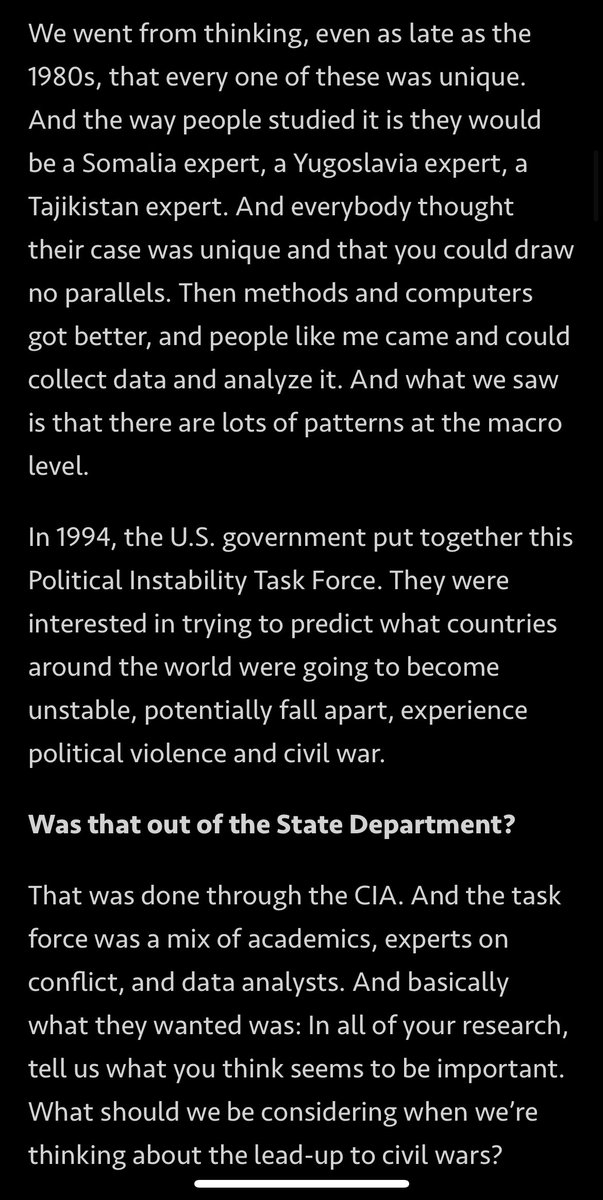 We went from thinking, even as late as the
1980s, that every one of these was unique.
And the way people studied it is they would
be a Somalia expert, a Yugoslavia expert, a
Tajikistan expert. And everybody thought
their case was unique and that you could draw
no parallels. Then methods and computers
got better, and people like me came and could
collect data and analyze it. And what we saw
is that there are lots of patterns at the macro
level.
In 1994, the U.S. government put together this
Political Instability Task Force. They were
interested in trying to predict what countries
around the world were going to become
unstable, potentially fall apart, experience
political violence and civil war.
Was that out of the State Department?
That was done through the CIA. And the task
force was a mix of academics, experts on
conflict, and data analysts. And basically
what they wanted was: In all of your research,
tell us what you think seems to be important.
What should we be considering when we’re
thinking about the lead-up to civil wars?